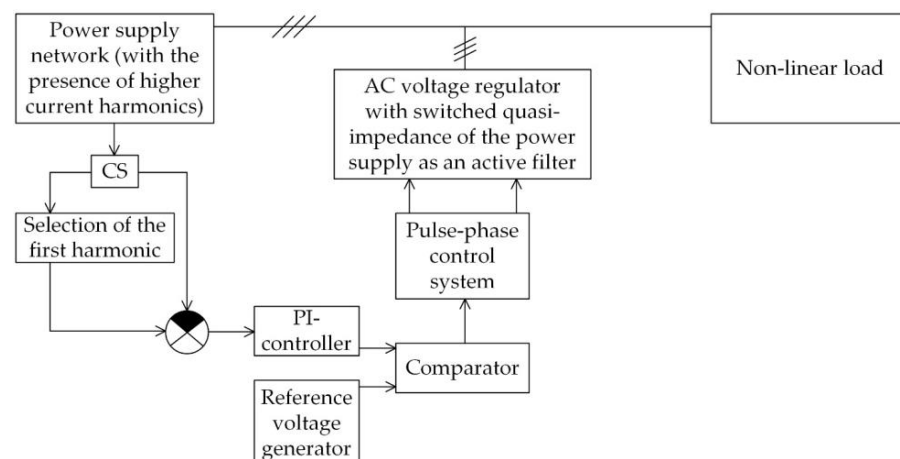 Power supply
network (with the
presence of higher
current harmonics)
Non-linear load
AC voltage regulator
with switched quasi-
impedance of the power
supply as an active filter
CS
Selection of the
first harmonic
Pulse-phase
control
system
PI-
controller
Comparator
Reference
voltage
generator